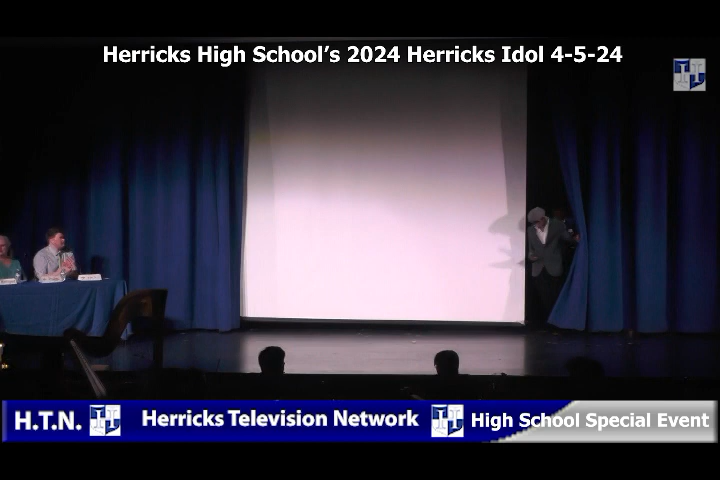 Herricks High School's 2024 Herricks Idol 4-5-24
H.T.N. Herricks Television Network High School Special Event